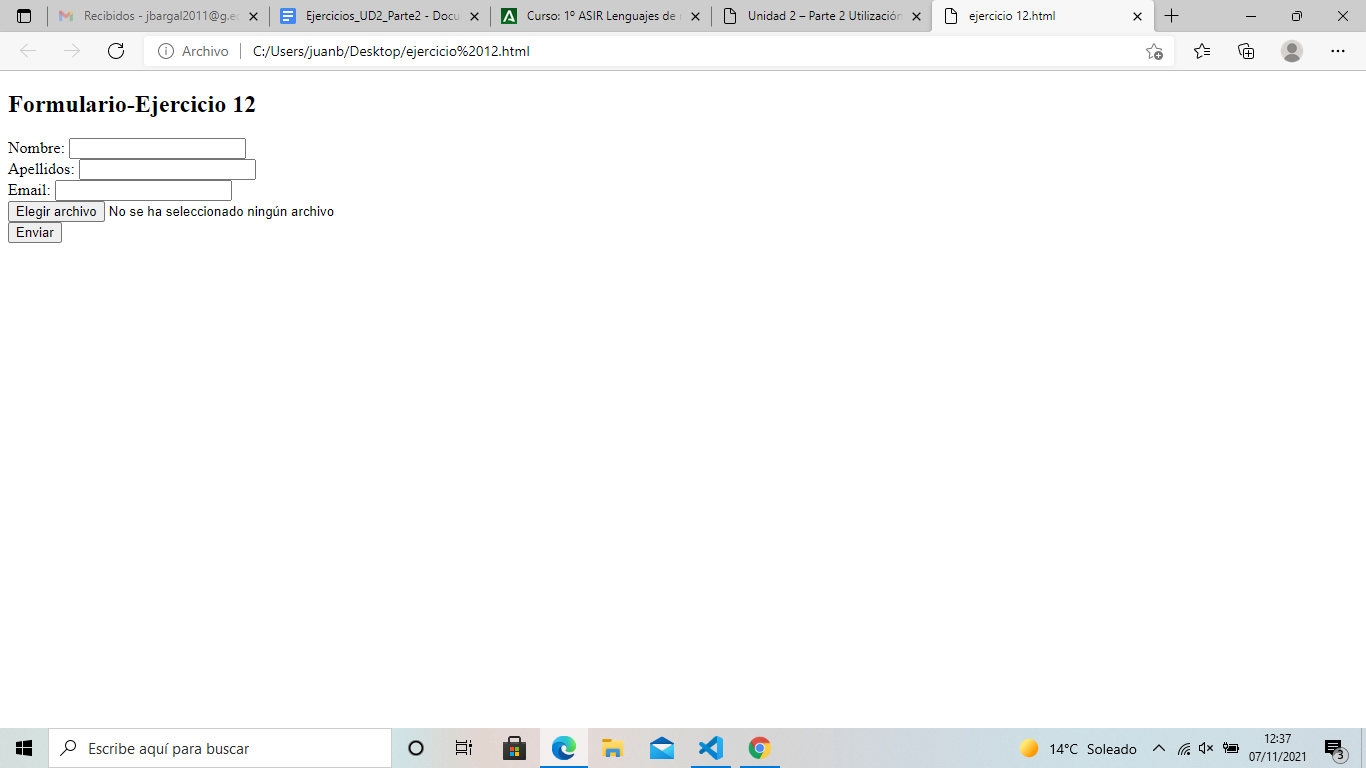 Recibidos - jbargal2011@g.ed
Ejercicios_UD2_Parte2 - Docu
Curso: 1º ASIR Lenguajes de
Unidad 2 – Parte 2 Utilización
ejercicio 12.html
Archivo
C:/Users/juanb/Desktop/ejercicio%2012.html
Formulario-Ejercicio 12
Nombre:
Apellidos:
Email:
Elegir archivo No se ha seleccionado ningún archivo
Enviar
Escribe aquí para buscar
14°C Soleado
12:37
07/11/2021
3